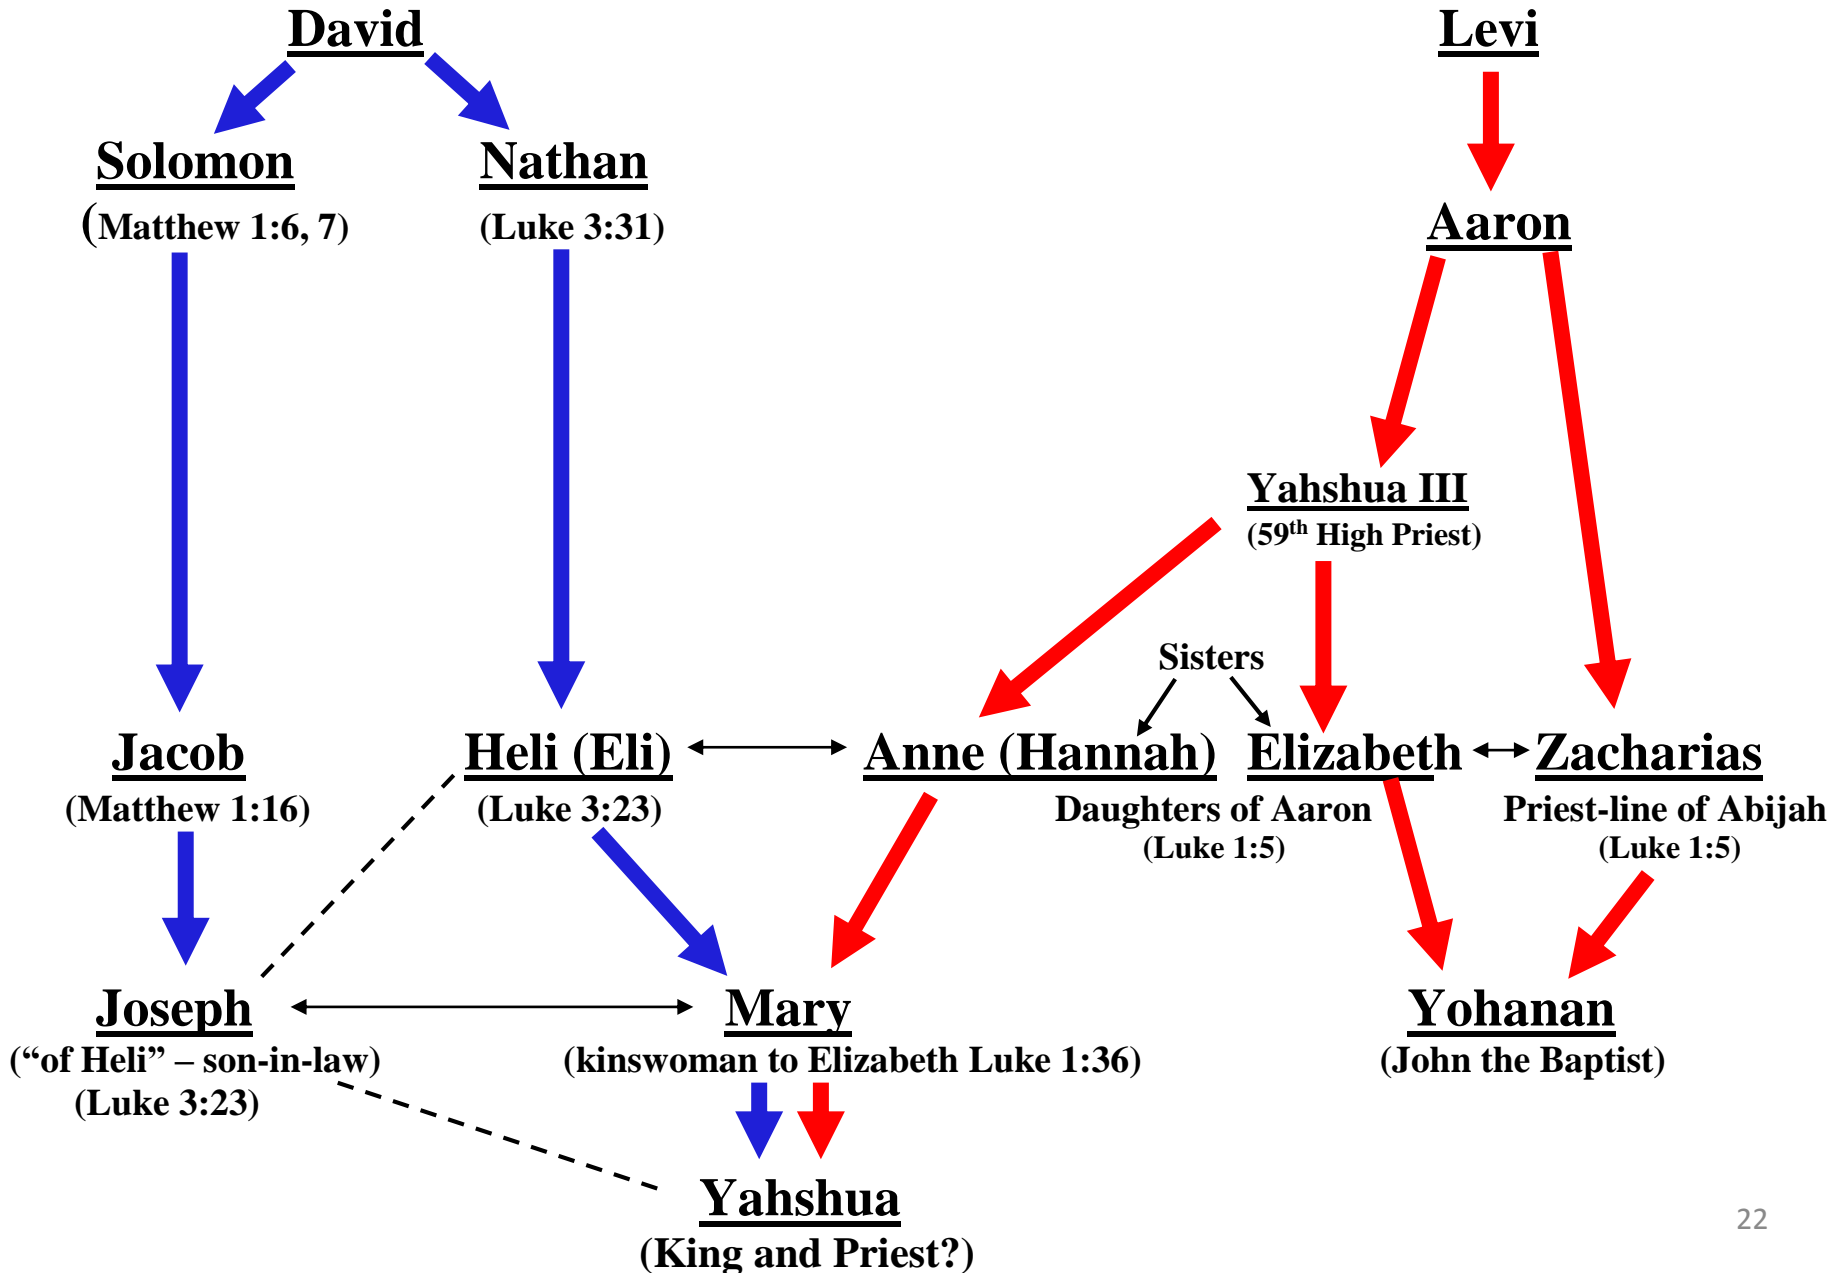 David
Levi
Solomon
Nathan
(Matthew 1:6, 7)
(Luke 3:31)
Aaron
Yahshua III
(59th High Priest)
Sisters
Jacob
Heli (Eli)
Anne (Hannah)
Elizabeth
Zacharias
(Matthew 1:16)
(Luke 3:23)
Daughters of Aaron
(Luke 1:5)
Priest-line of Abijah
(Luke 1:5)
Joseph
Mary
Yohanan
(“of Heli” – son-in-law)
(Luke 3:23)
(kinswoman to Elizabeth Luke 1:36)
(John the Baptist)
Yahshua
(King and Priest?)
22